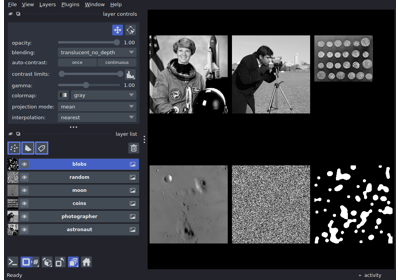 File View Layers Plugins Window Help
layer controls
opacity: 1.00
blending: translucent_no_depth
auto-contrast: once continuous
contrast limits:
gamma: 1.00
colormap: gray
projection mode: mean
interpolation: nearest
layer list
blobs
random
moon
coins
photographer
astronaut
Ready activity